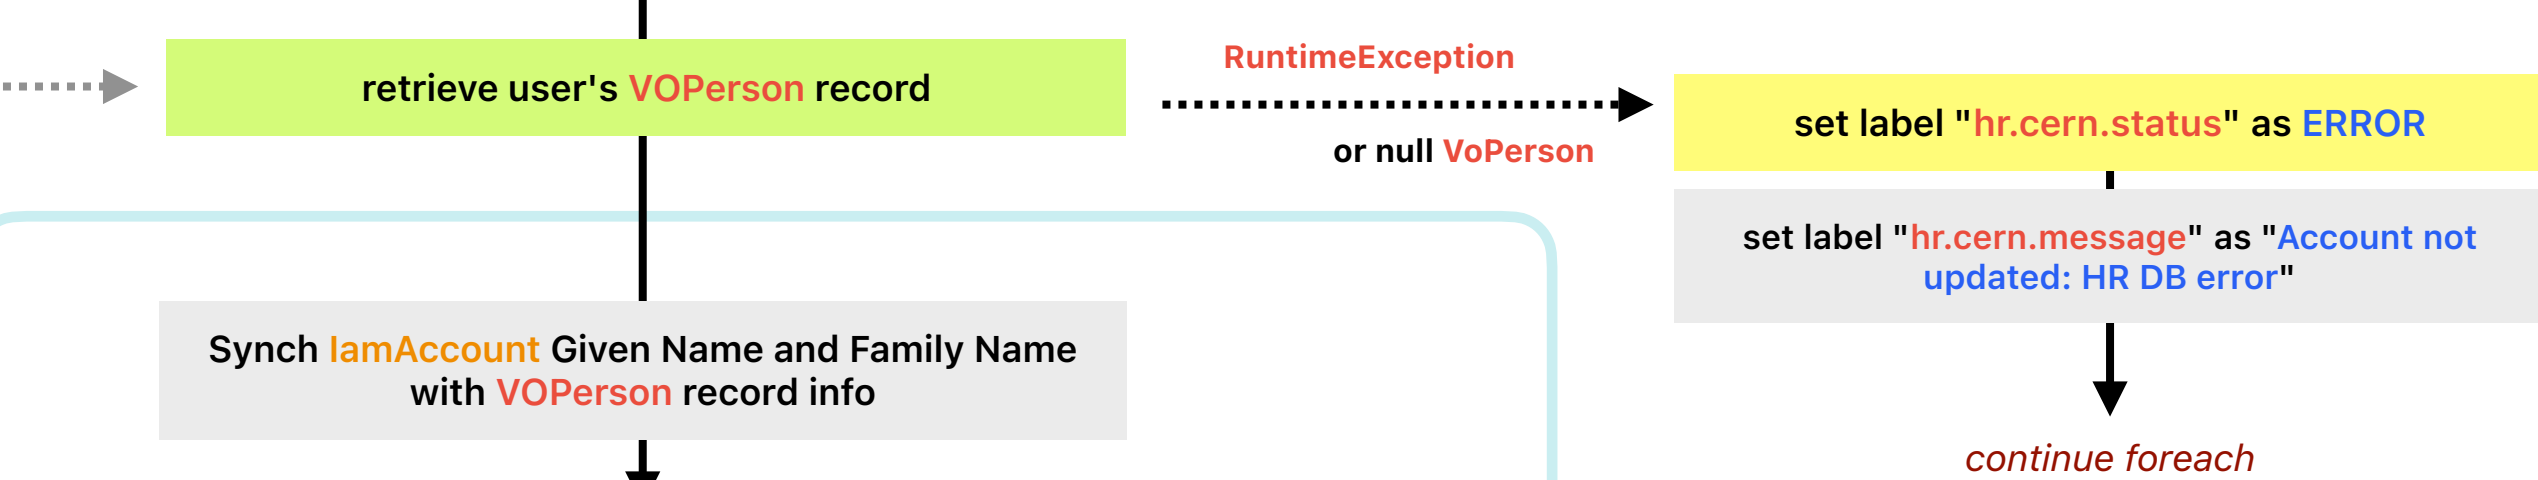 retrieve user's VOPerson record
RuntimeException
or null VoPerson
set label "hr.cern.status" as ERROR
set label "hr.cern.message" as "Account not
updated: HR DB error"
Synch IamAccount Given Name and Family Name
with VOPerson record info
continue foreach